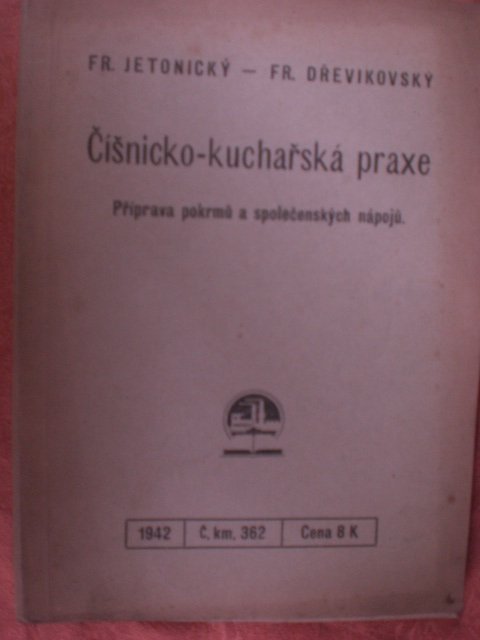 FR. JETONICKÝ — FR. DŘEVIKOVSKÝ
Číšnicko-kuchařská praxe
Příprava pokrmů a společenských nápojů.
1942 Č. km. 362 Cena 8 K